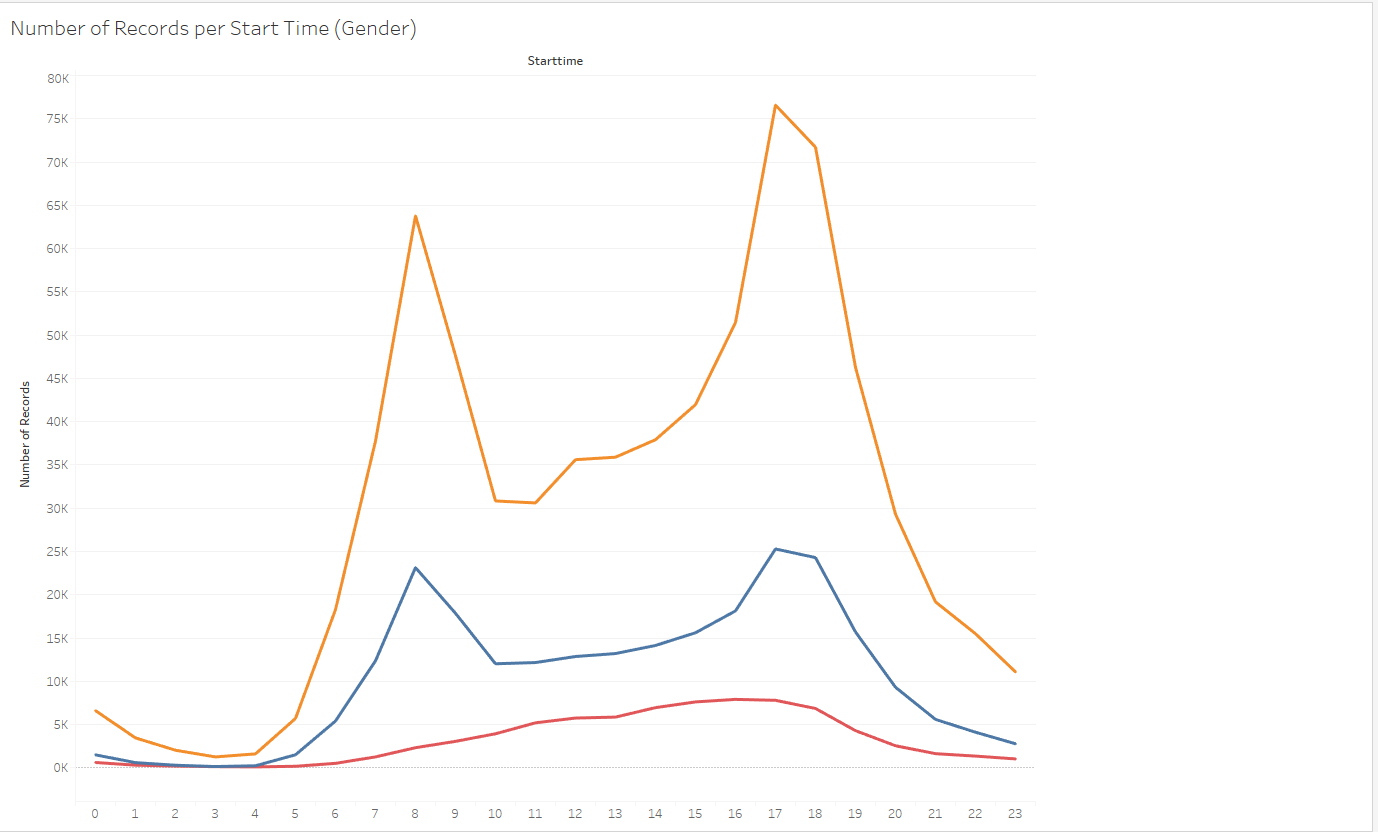 Number of Records per Start Time (Gender)
Starttime
80K
75K
70K
65K
60K
55K
50K
45K
40K
35K
30K
25K
20K
15K
10K
5K
0K
Number of Records
0 1 2 3 4 5 6 7 8 9 10 11 12 13 14 15 16 17 18 19 20 21 22 23